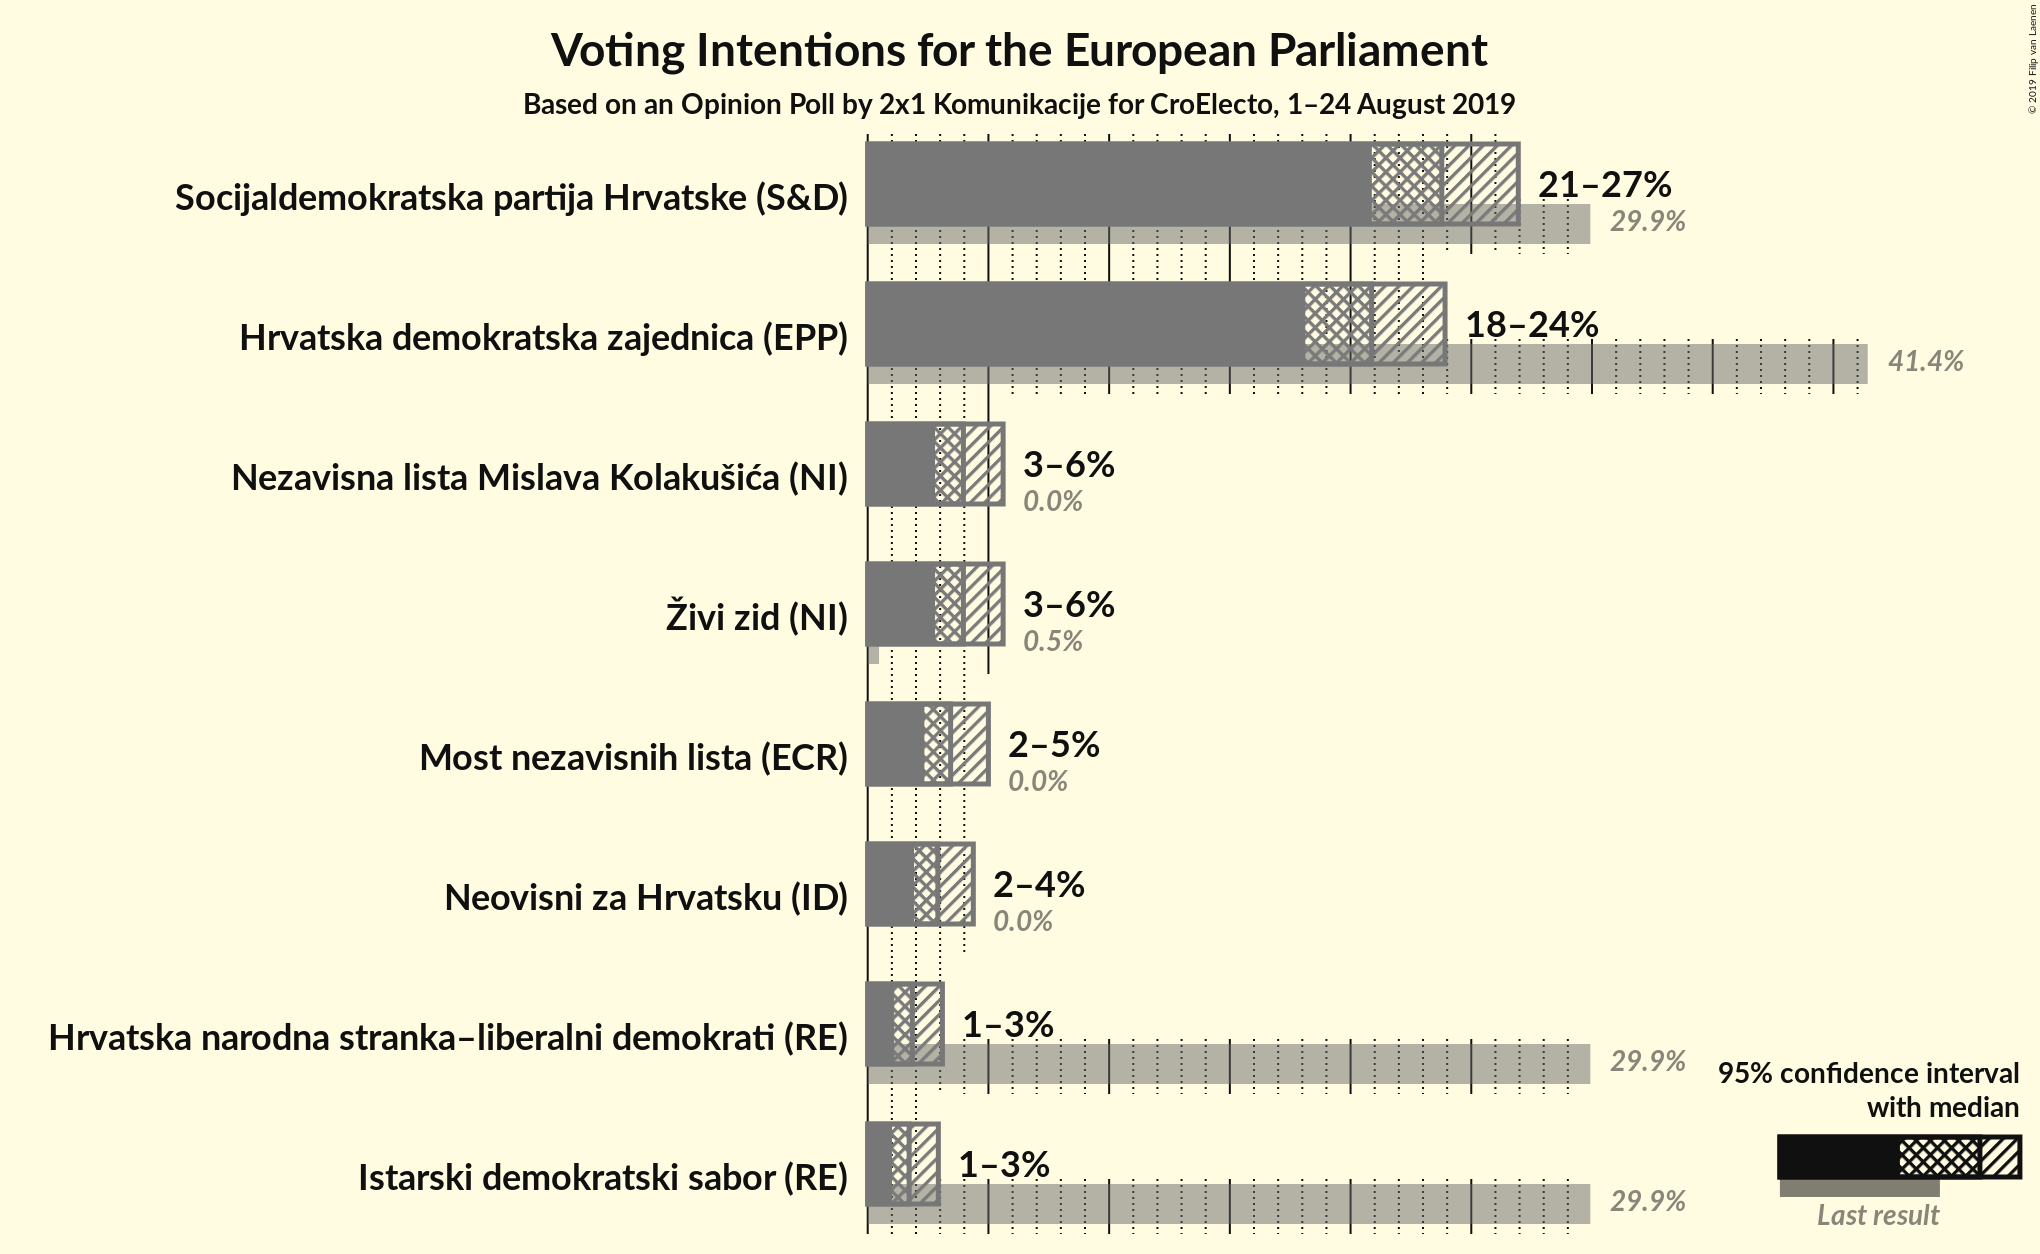 Voting Intentions for the European Parliament
Based on an Opinion Poll by 2x1 Komunikacije for CroElecto, 1–24 August 2019
© 2019 Filip van Laenen
Socijaldemokratska partija Hrvatske (S&D)
21–27%
29.9%
Hrvatska demokratska zajednica (EPP)
18–24%
41.4%
Nezavisna lista Mislava Kolakušića (NI)
3–6%
0.0%
Živi zid (NI)
3–6%
0.5%
Most nezavisnih lista (ECR)
2–5%
0.0%
Neovisni za Hrvatsku (ID)
2–4%
0.0%
Hrvatska narodna stranka–liberalni demokrati (RE)
1–3%
29.9%
Istarski demokratski sabor (RE)
1–3%
29.9%
95% confidence interval
with median
Last result